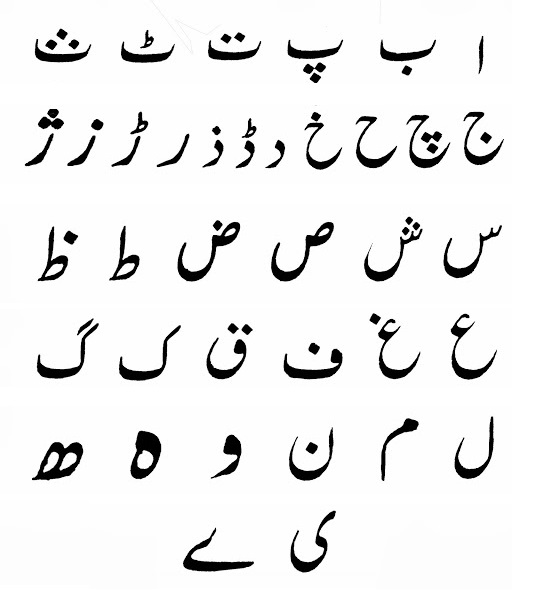 ا ب پ ت ٹ ث
ج چ ح خ د ڈ ذ ر ڑ ز ژ
س ش ص ض ط ظ
ع غ ف ق ک گ
ل م ن و ہ ھ
ی ے